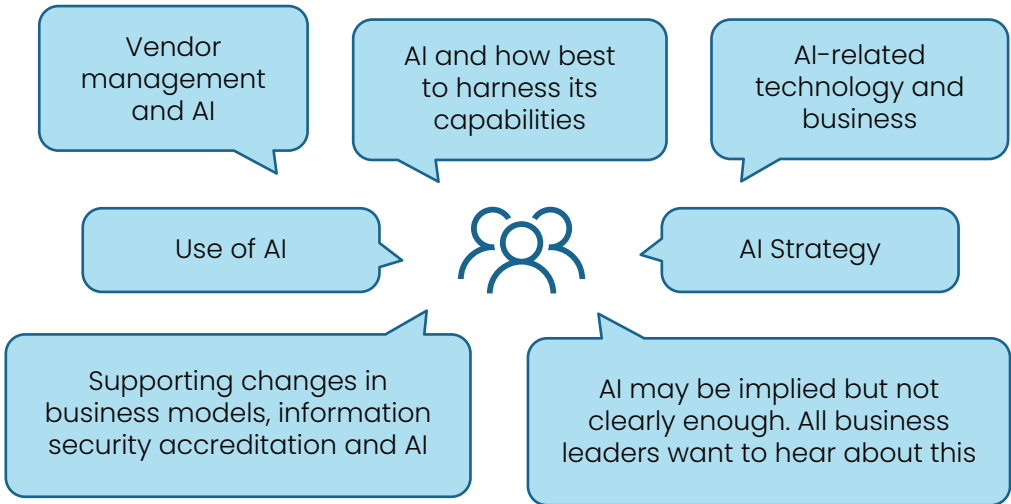 Vendor
management
and AI
AI and how best
to harness its
capabilities
AI-related
technology and
business
Use of AI
AI Strategy
Supporting changes in
business models, information
security accreditation and AI
AI may be implied but not
clearly enough. All business
leaders want to hear about this